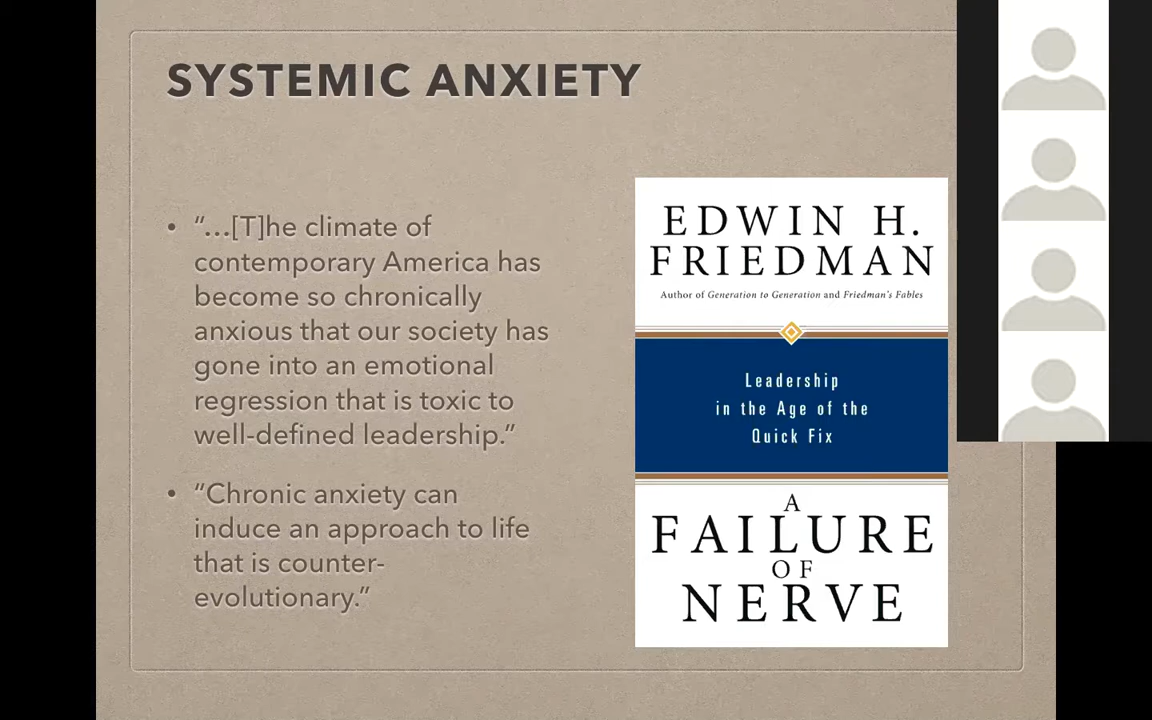 SYSTEMIC ANXIETY
• “…[T]he climate of
contemporary America has
become so chronically
anxious that our society has
gone into an emotional
regression that is toxic to
well-defined leadership.”
• “Chronic anxiety can
induce an approach to life
that is counter-
evolutionary.”
EDWIN H.
FRIEDMAN
Author of Generation to Generation and Friedman's Fables
Leadership
in the Age of the
Quick Fix
A
FAILURE
OF
NERVE